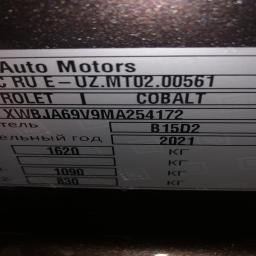 Auto Motors
C RU E-UZ.MT02.00561
ROLET | COBALT
XWBJA69V9MA254172
тель B15D2
ельный год 2021
1620 КГ
КГ
1090 КГ
830 КГ